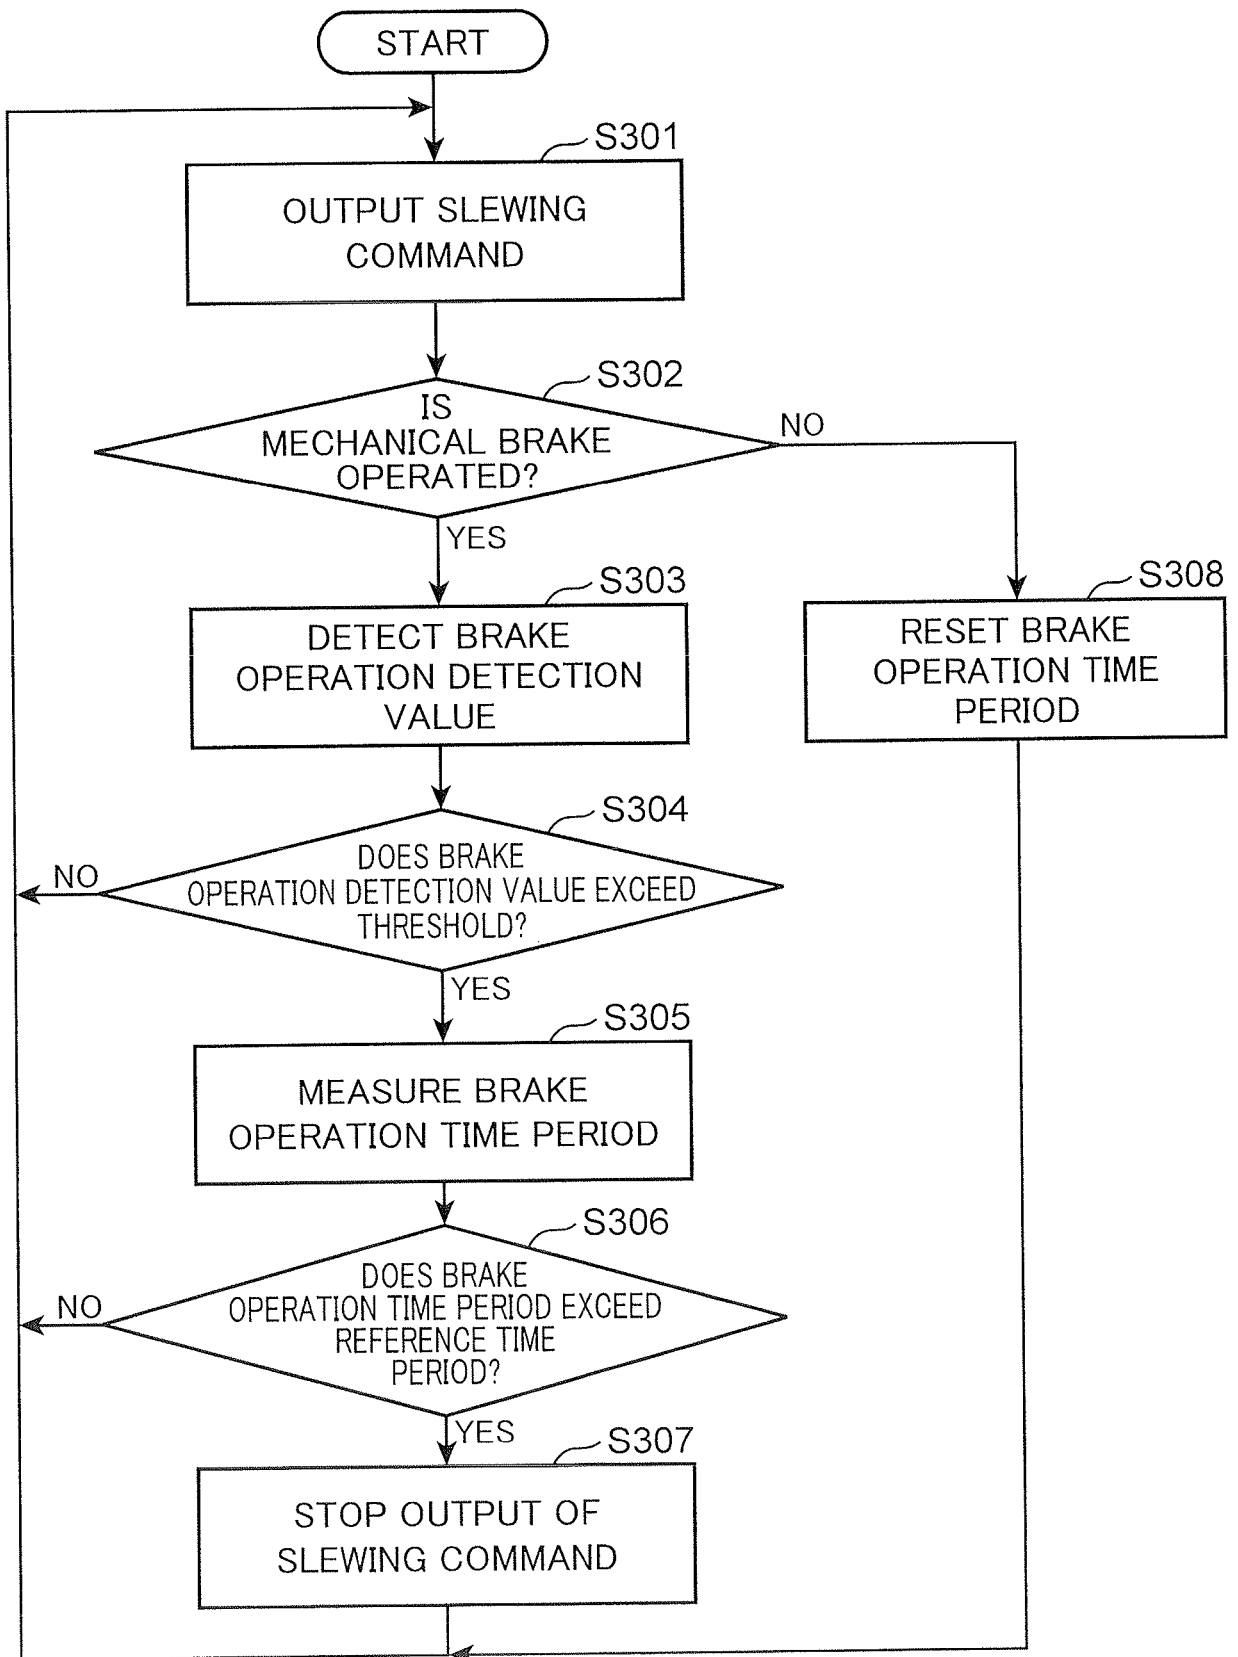 START
S301
OUTPUT SLEWING
COMMAND
S302
IS
MECHANICAL BRAKE
OPERATED?
NO
YES
S303
DETECT BRAKE
OPERATION DETECTION
VALUE
S308
RESET BRAKE
OPERATION TIME
PERIOD
S304
DOES BRAKE
OPERATION DETECTION VALUE EXCEED
THRESHOLD?
NO
YES
S305
MEASURE BRAKE
OPERATION TIME PERIOD
S306
DOES BRAKE
OPERATION TIME PERIOD EXCEED
REFERENCE TIME
PERIOD?
NO
YES
S307
STOP OUTPUT OF
SLEWING COMMAND